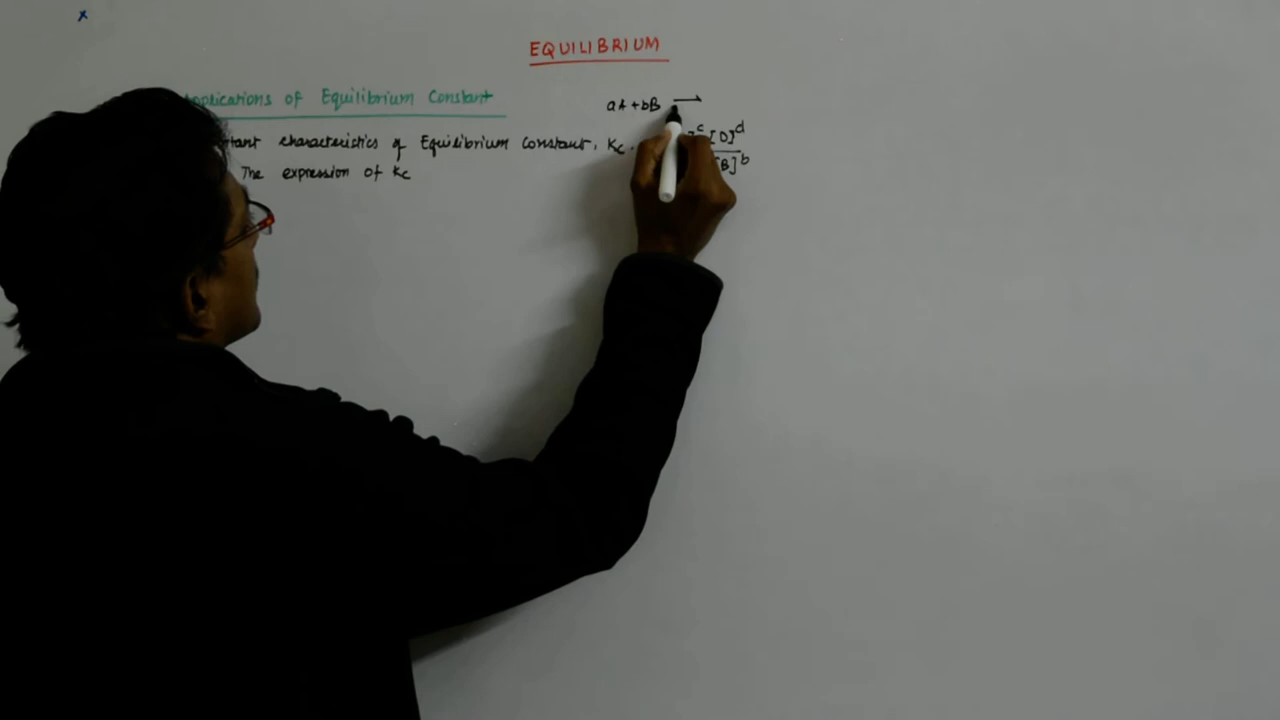 EQUILIBRIUM
Applications of Equilibrium Constant
aA + bB ⟶
characteristics of Equilibrium Constant, Kc.
]ᶜ [D]ᵈ
[B]ᵇ
The expression of Kc